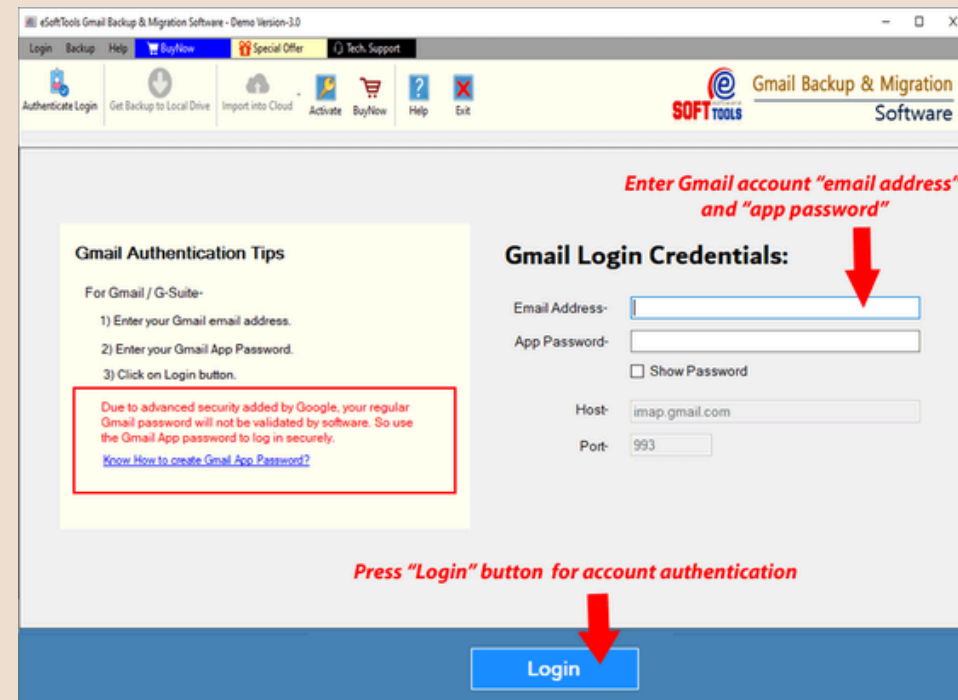 eSoftTools Gmail Backup & Migration Software - Demo Version-3.0
Login Backup Help BuyNow Special Offer Tech. Support
Authenticate Login Get Backup to Local Drive Import into Cloud Activate BuyNow Help Exit
e
SOFT TOOLS
Gmail Backup & Migration
Software
Enter Gmail account “email address”
and “app password”
Gmail Authentication Tips
For Gmail / G-Suite-
1) Enter your Gmail email address.
2) Enter your Gmail App Password.
3) Click on Login button.
Due to advanced security added by Google, your regular
Gmail password will not be validated by software. So use
the Gmail App password to log in securely.
Know How to create Gmail App Password?
Gmail Login Credentials:
Email Address-
App Password-
Show Password
Host- imap.gmail.com
Port- 993
Press “Login” button for account authentication
Login